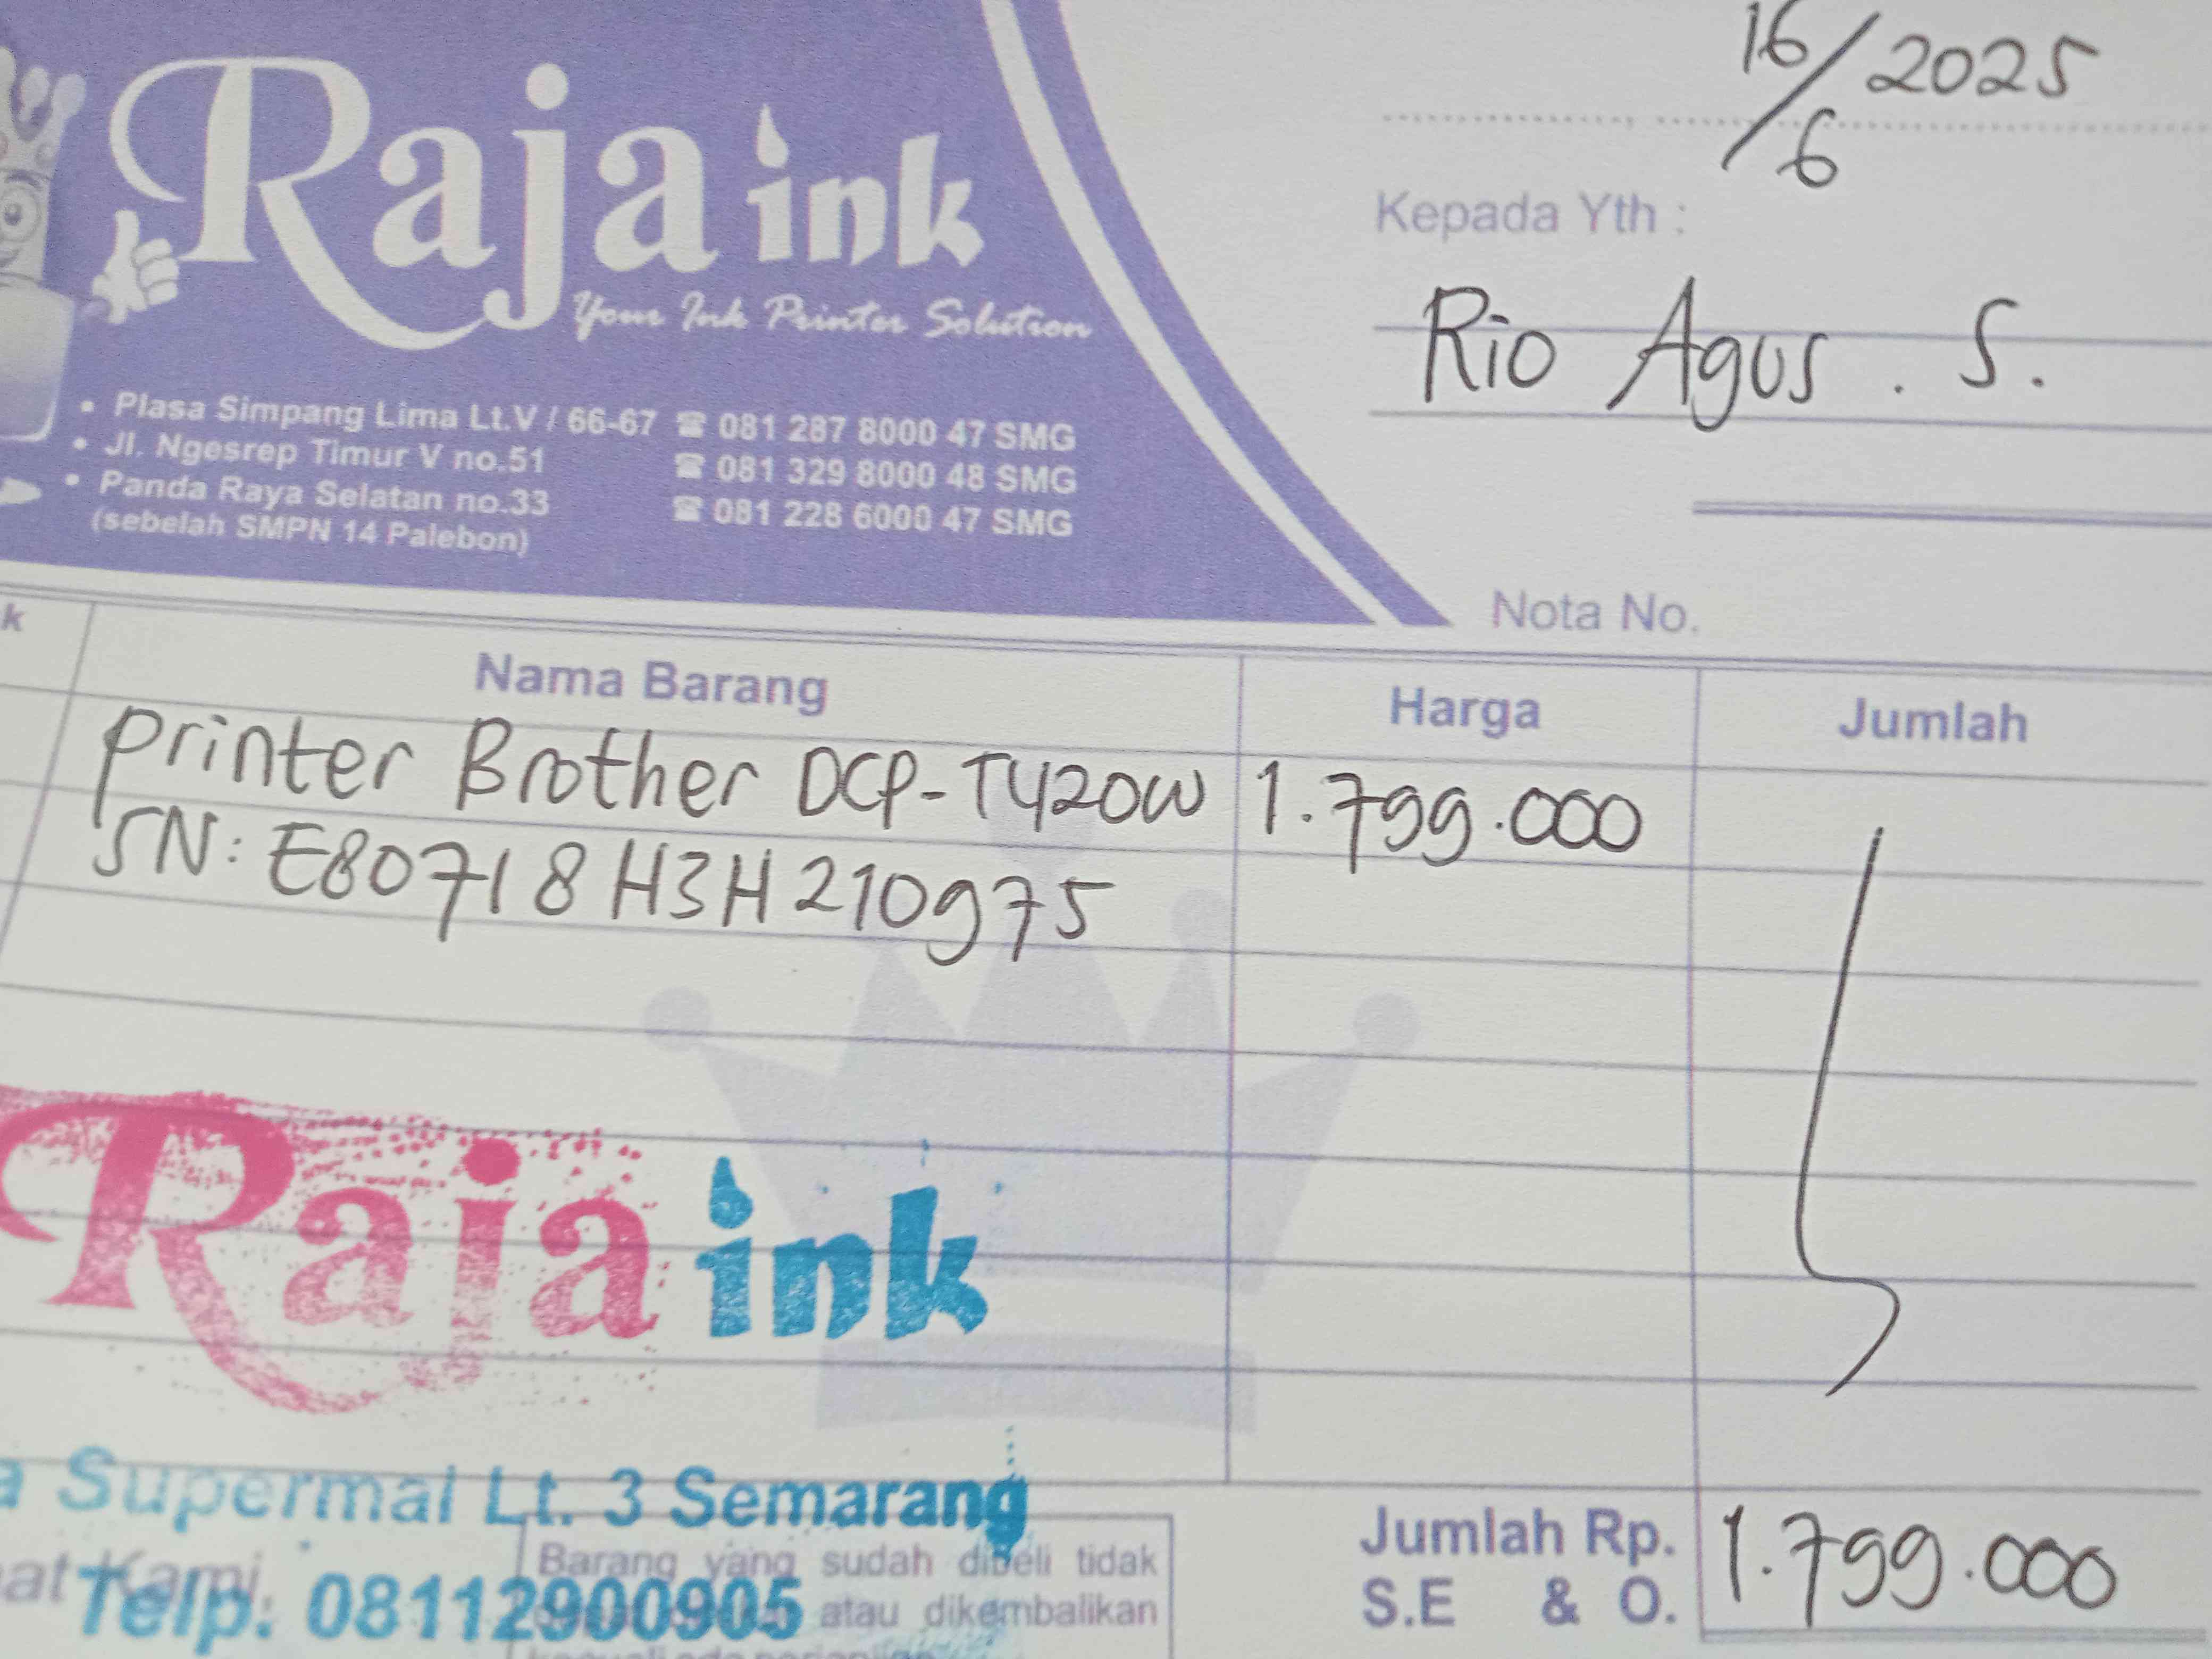 Raja ink
Your Ink Printer Solution
• Plasa Simpang Lima Lt.V / 66-67 ☎ 081 287 8000 47 SMG
• Jl. Ngesrep Timur V no.51 ☎ 081 329 8000 48 SMG
• Panda Raya Selatan no.33 ☎ 081 228 6000 47 SMG
(sebelah SMPN 14 Palebon)
16/6/2025
Kepada Yth :
Rio Agus . S.
Nota No.
k Nama Barang Harga Jumlah
Printer Brother DCP-T420W 1.799.000
SN: E80718H3H210975
Raja ink
a Supermal Lt. 3 Semarang
Telp. 08112900905
at Kami,
Barang yang sudah dibeli tidak
atau dikembalikan
Jumlah Rp. 1.799.000
S.E & O.